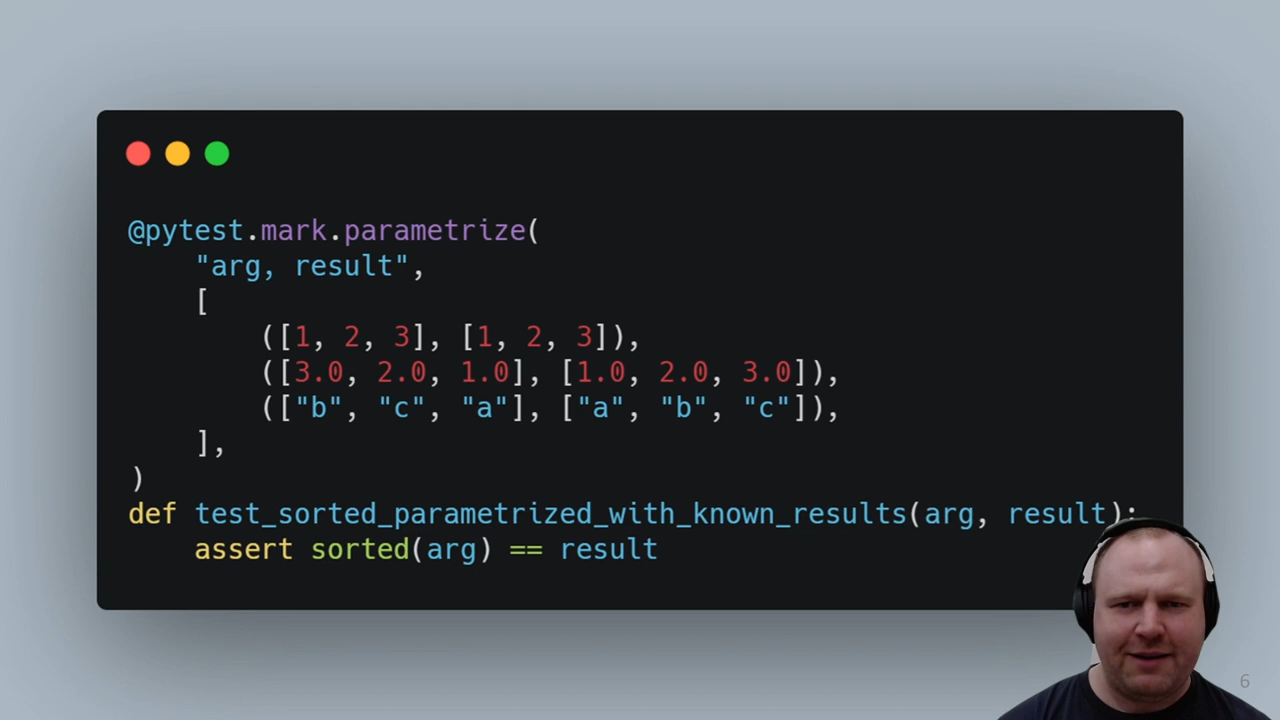 @pytest.mark.parametrize(
    "arg, result",
    [
        ([1, 2, 3], [1, 2, 3]),
        ([3.0, 2.0, 1.0], [1.0, 2.0, 3.0]),
        (["b", "c", "a"], ["a", "b", "c"]),
    ],
)
def test_sorted_parametrized_with_known_results(arg, result):
    assert sorted(arg) == result
6